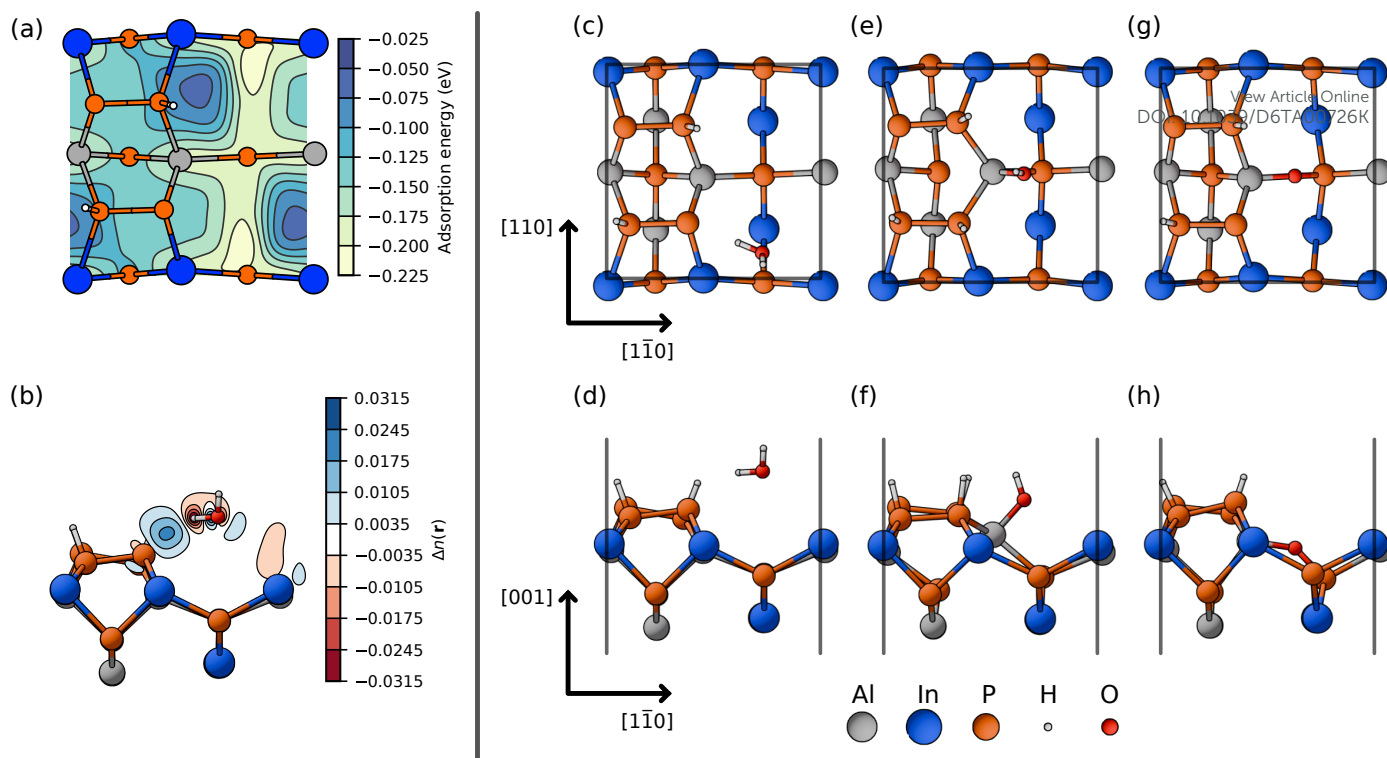 (a)
−0.025
−0.050
−0.075
−0.100
−0.125
−0.150
−0.175
−0.200
−0.225
Adsorption energy (eV)
(b)
0.0315
0.0245
0.0175
0.0105
0.0035
−0.0035
−0.0105
−0.0175
−0.0245
−0.0315
Δn(r)
(c)
(e)
(g)
View Article Online
[110]
[11̅0]
(d)
(f)
(h)
[001]
[11̅0]
Al In P H O